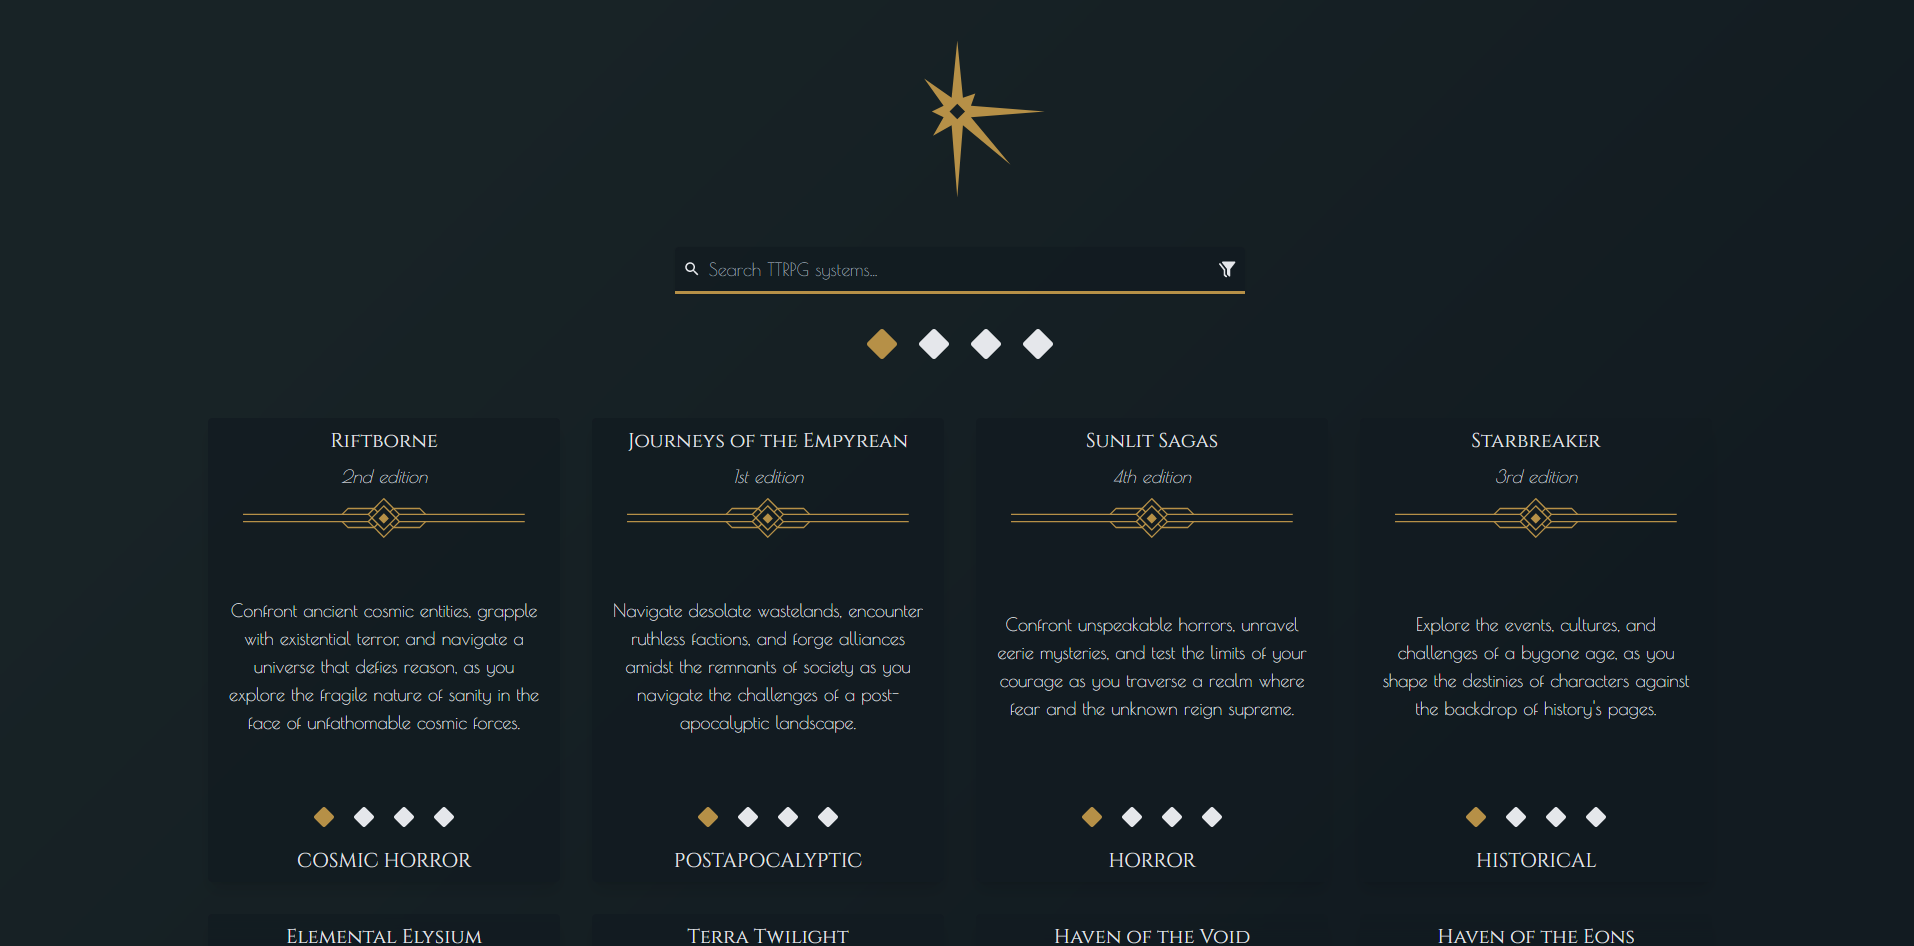 Search TTRPG systems...
Riftborne
2nd edition
Confront ancient cosmic entities, grapple
with existential terror, and navigate a
universe that defies reason, as you
explore the fragile nature of sanity in the
face of unfathomable cosmic forces.
COSMIC HORROR
Journeys of the Empyrean
1st edition
Navigate desolate wastelands, encounter
ruthless factions, and forge alliances
amidst the remnants of society as you
navigate the challenges of a post-
apocalyptic landscape.
POSTAPOCALYPTIC
Sunlit Sagas
4th edition
Confront unspeakable horrors, unravel
eerie mysteries, and test the limits of your
courage as you traverse a realm where
fear and the unknown reign supreme.
HORROR
Starbreaker
3rd edition
Explore the events, cultures, and
challenges of a bygone age, as you
shape the destinies of characters against
the backdrop of history's pages.
HISTORICAL
Elemental Elysium
Terra Twilight
Haven of the Void
Haven of the Eons